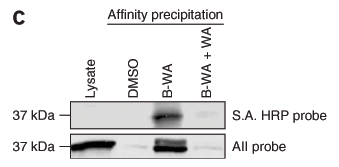 C
Affinity precipitation
Lysate
DMSO
B-WA
B-WA + WA
37 kDa
S.A. HRP probe
37 kDa
AII probe